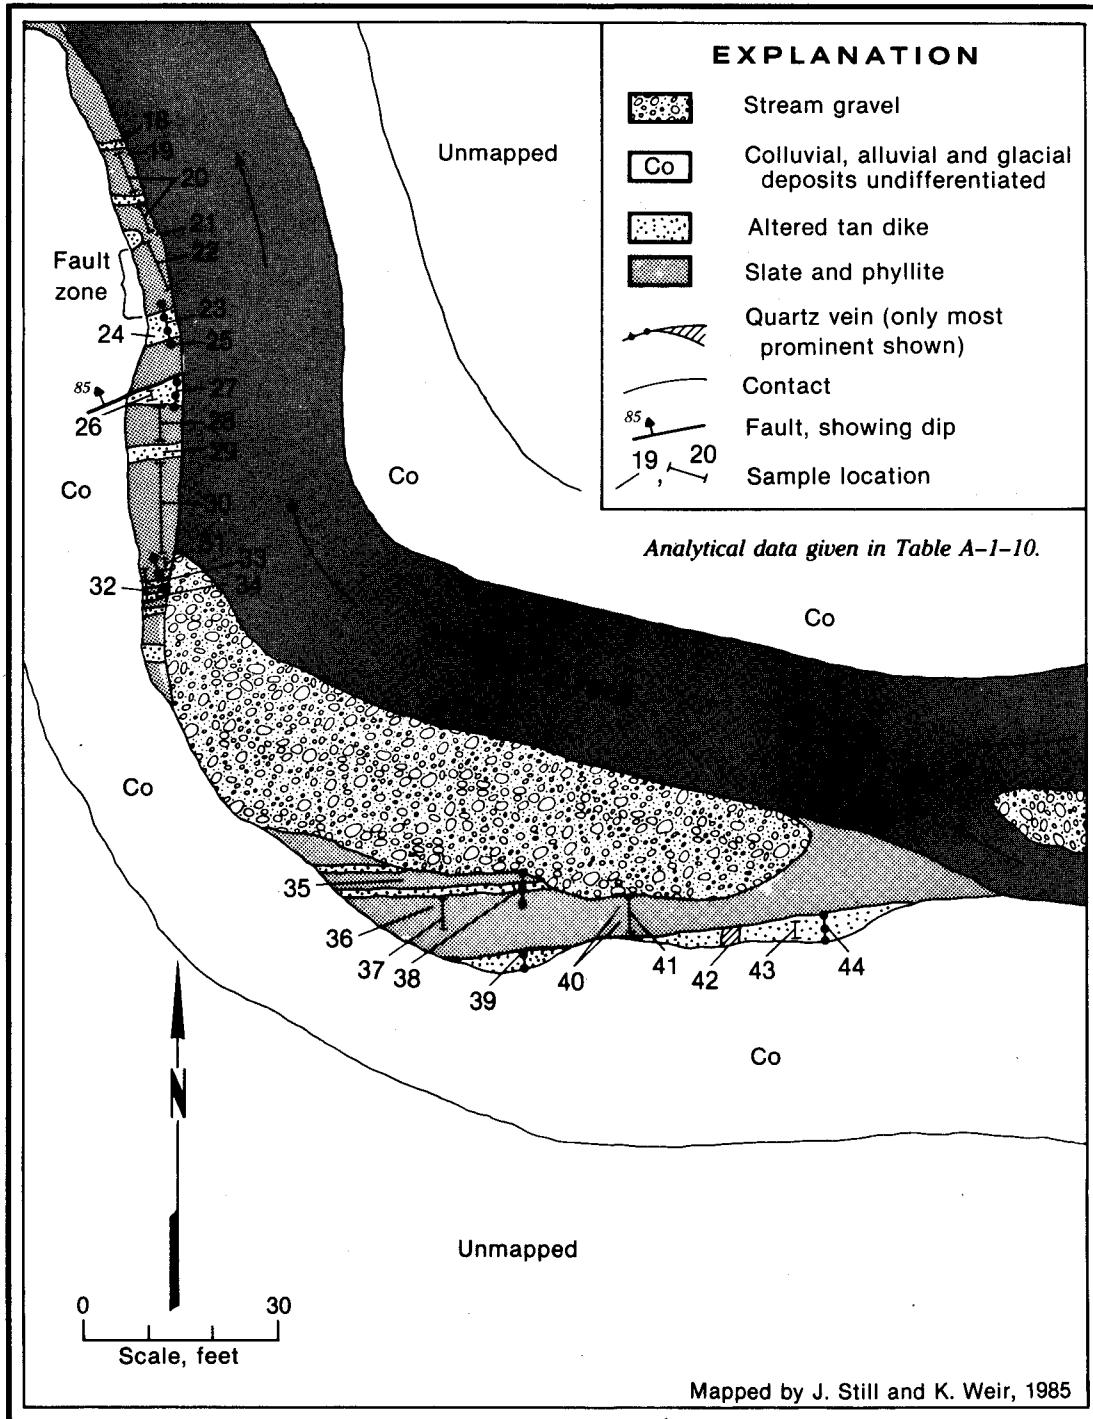 EXPLANATION
Stream gravel
Co
Colluvial, alluvial and glacial
deposits undifferentiated
Altered tan dike
Slate and phyllite
Quartz vein (only most
prominent shown)
Contact
85
Fault, showing dip
19, 20
Sample location
Analytical data given in Table A-1-10.
Unmapped
18
19
20
21
22
Fault
zone
23
24
25
85
27
26
28
29
Co
Co
30
31
33
32
34
Co
Co
35
36
37
38
39
40
41
42
43
44
Co
N
Unmapped
0 30
Scale, feet
Mapped by J. Still and K. Weir, 1985